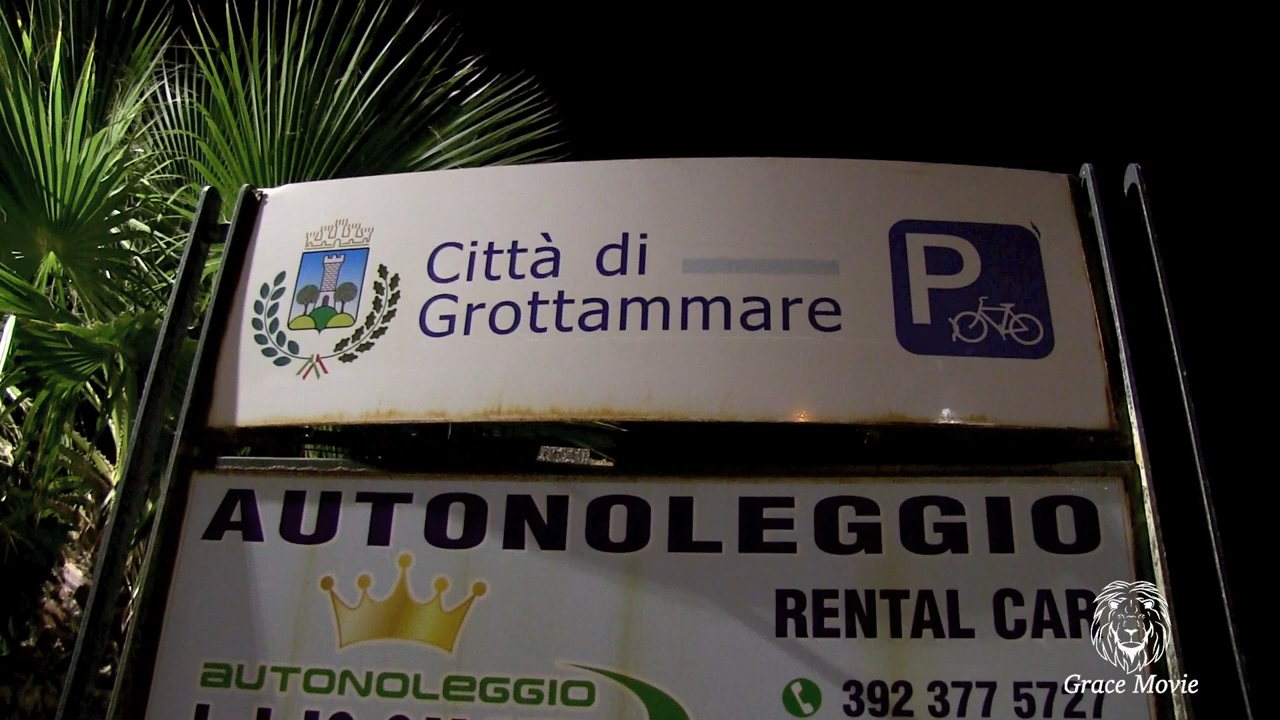 Città di
Grottammare
P
AUTONOLEGGIO
RENTAL CAR
AUTONOLEGGIO
392 377 5727
Grace Movie